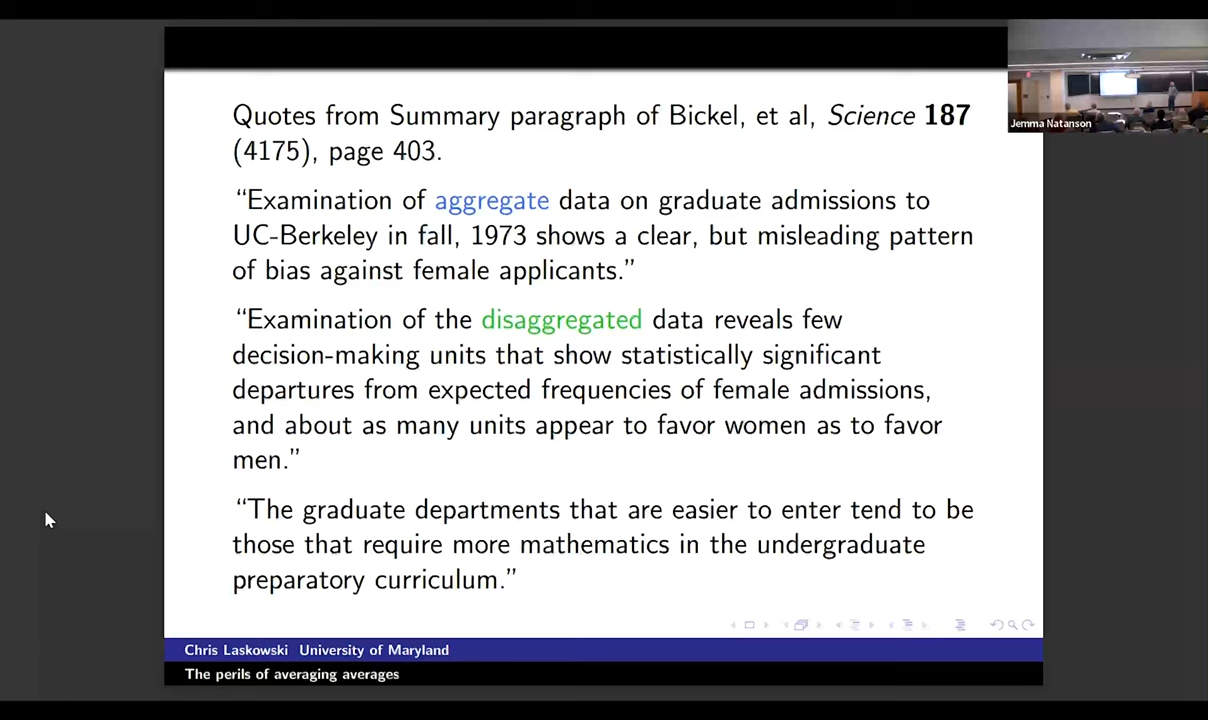 Quotes from Summary paragraph of Bickel, et al, Science 187
(4175), page 403.
“Examination of aggregate data on graduate admissions to
UC-Berkeley in fall, 1973 shows a clear, but misleading pattern
of bias against female applicants.”
“Examination of the disaggregated data reveals few
decision-making units that show statistically significant
departures from expected frequencies of female admissions,
and about as many units appear to favor women as to favor
men.”
“The graduate departments that are easier to enter tend to be
those that require more mathematics in the undergraduate
preparatory curriculum.”
Chris Laskowski University of Maryland
The perils of averaging averages
Jemma Natanson